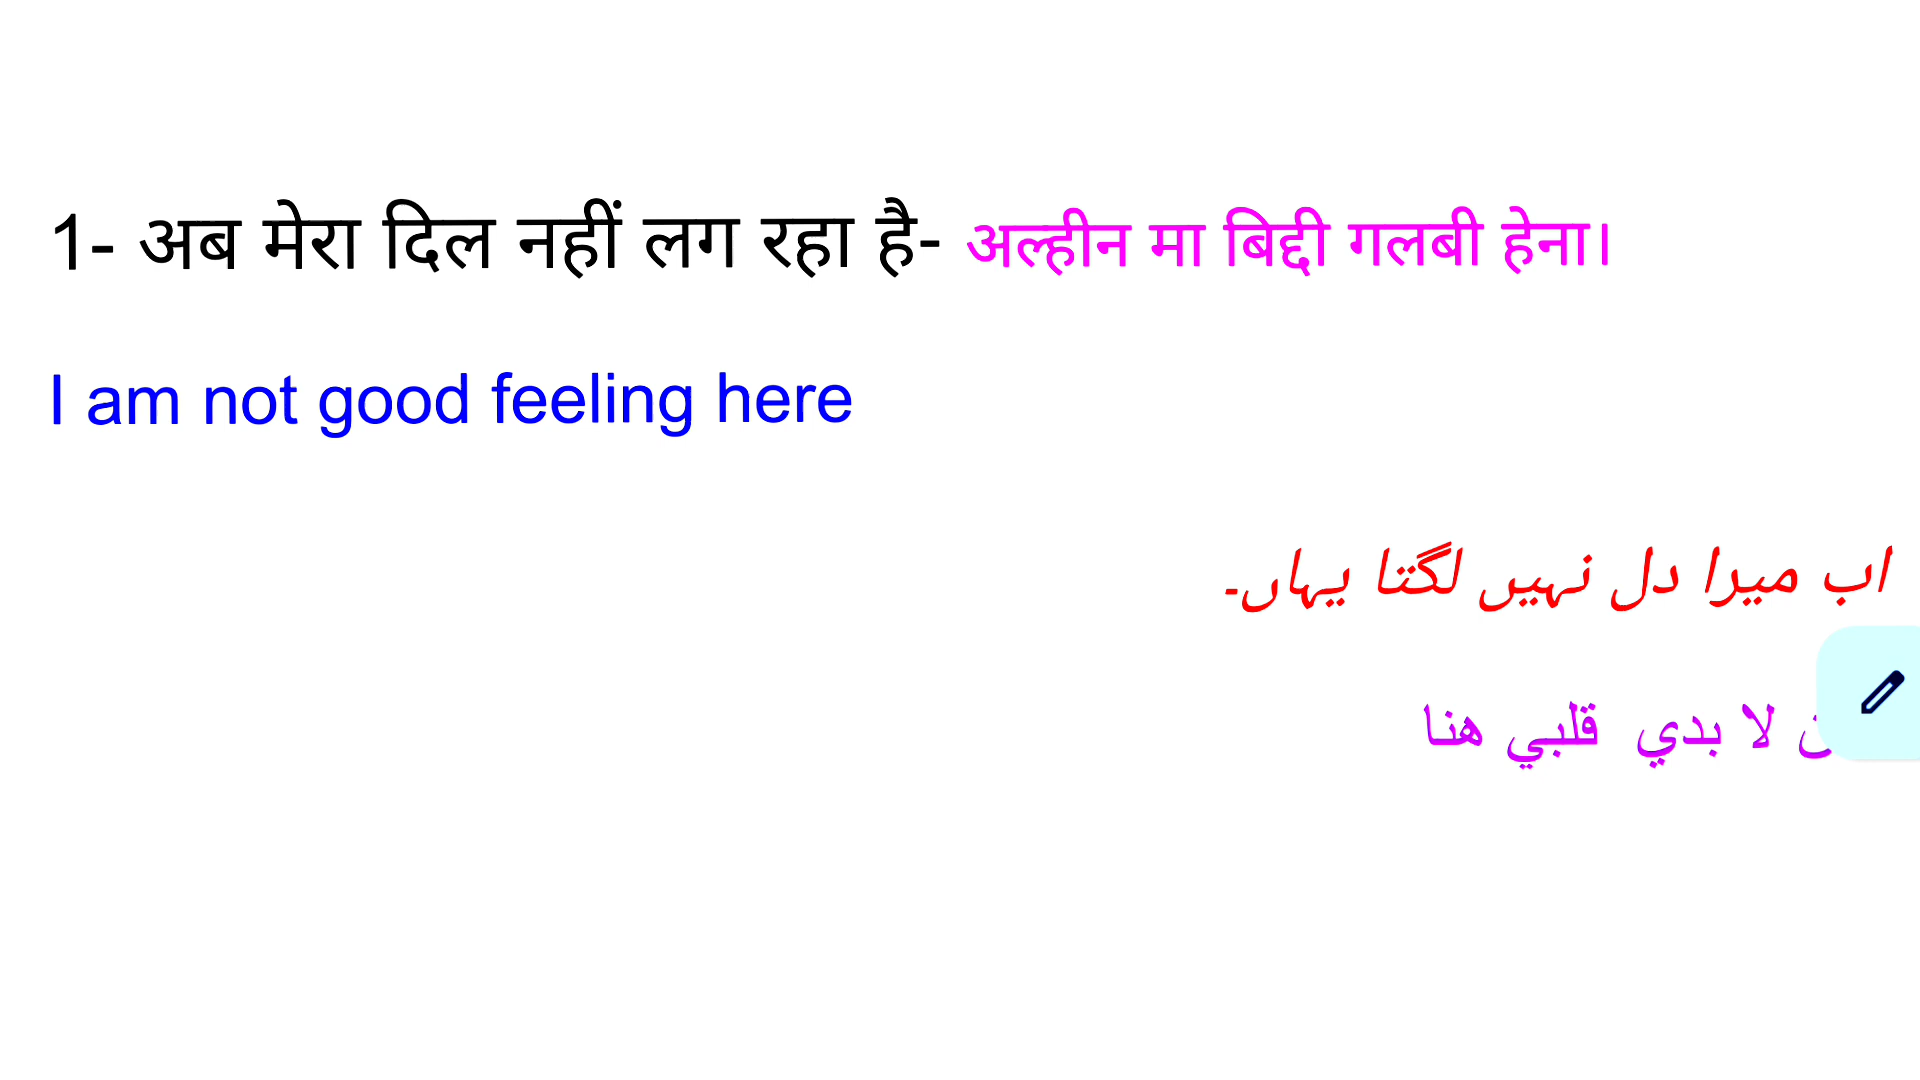 1- अब मेरा दिल नहीं लग रहा है- अल्हीन मा बिद्दी गलबी हेना।
I am not good feeling here
اب میرا دل نہیں لگتا یہاں۔
لا بدي قلبي هنا